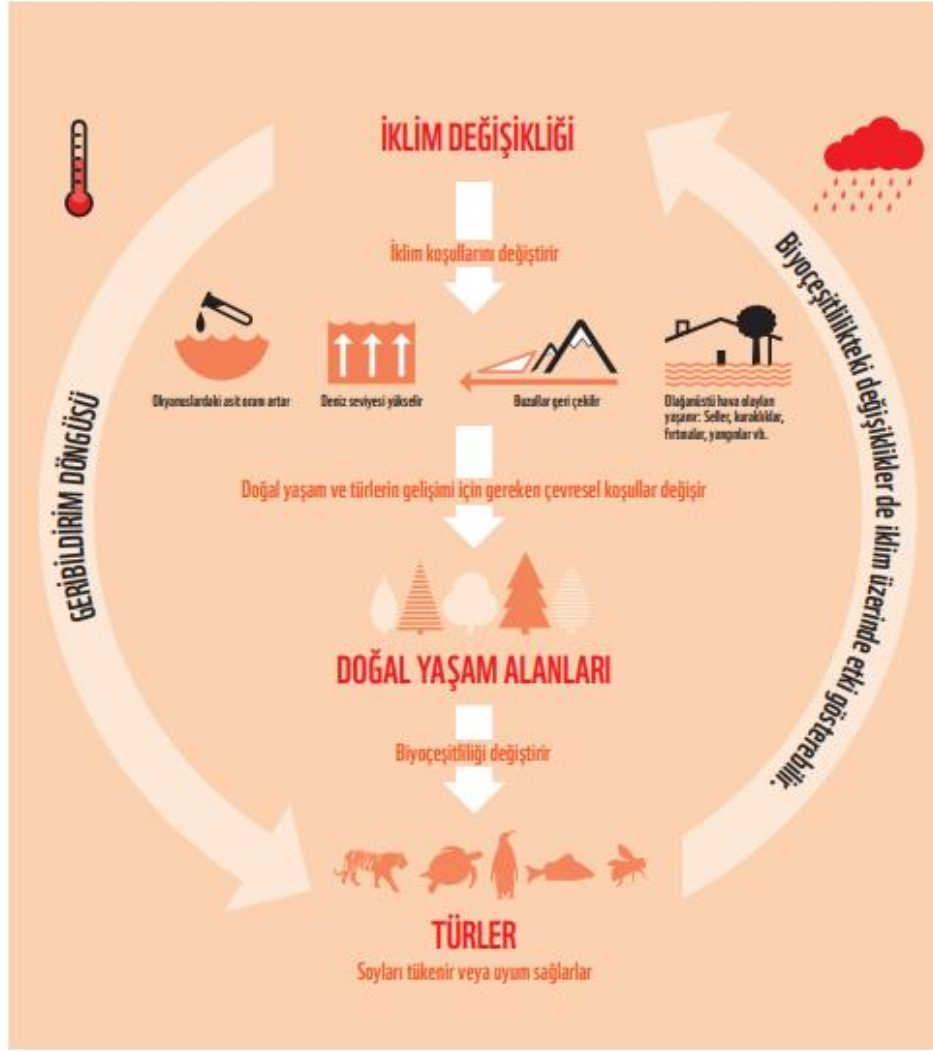 İKLİM DEĞİŞİKLİĞİ
İklim koşullarını değiştirir
Okyanuslardaki asit oranı artar
Deniz seviyesi yükselir
Buzullar geri çekilir
Olağanüstü hava olayları
yaşanır: Seller, kuraklıklar,
fırtınalar, yangınlar vb.
Doğal yaşam ve türlerin gelişimi için gereken çevresel koşullar değişir
DOĞAL YAŞAM ALANLARI
Biyoçeşitliliği değiştirir
TÜRLER
Soyları tükenir veya uyum sağlarlar
GERİBİLDİRİM DÖNGÜSÜ
Biyoçeşitlilikteki değişiklikler de iklim üzerinde etki gösterebilir.